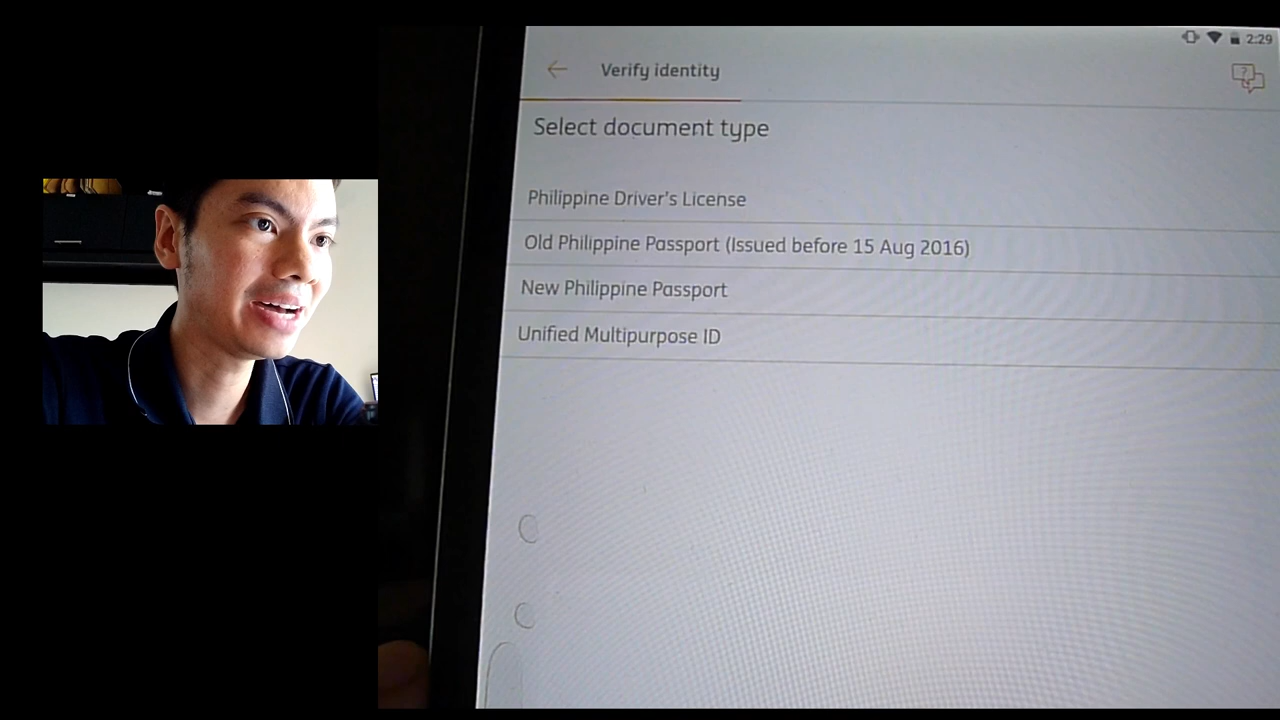 2:29
Verify identity
?
Select document type
Philippine Driver's License
Old Philippine Passport (Issued before 15 Aug 2016)
New Philippine Passport
Unified Multipurpose ID